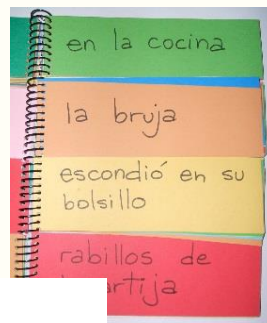 en la cocina
la bruja
escondió en su
bolsillo
rabillos de